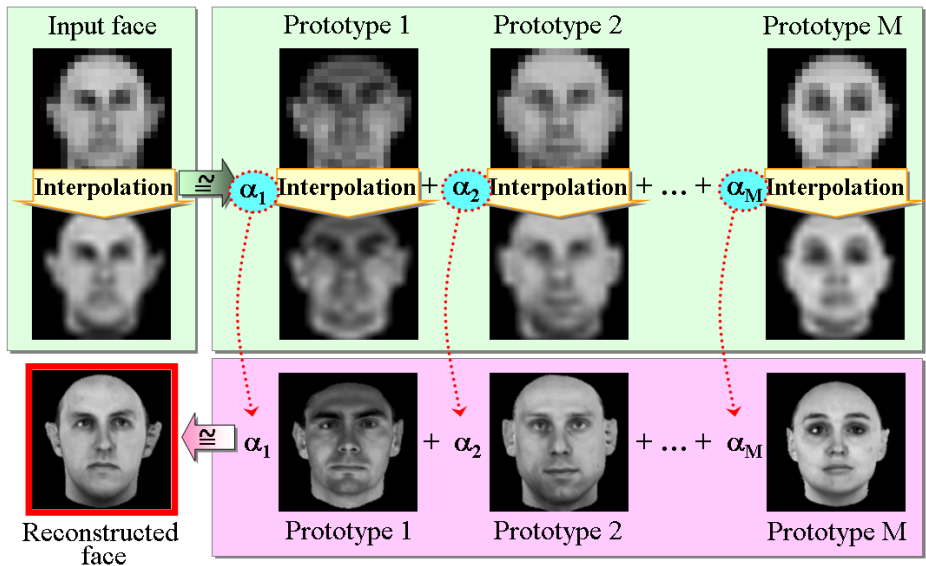 Input face
Prototype 1
Prototype 2
Prototype M
Interpolation ≅ α1 Interpolation + α2 Interpolation + ... + αM Interpolation
≅ α1 + α2 + ... + αM
Reconstructed
face
Prototype 1
Prototype 2
Prototype M